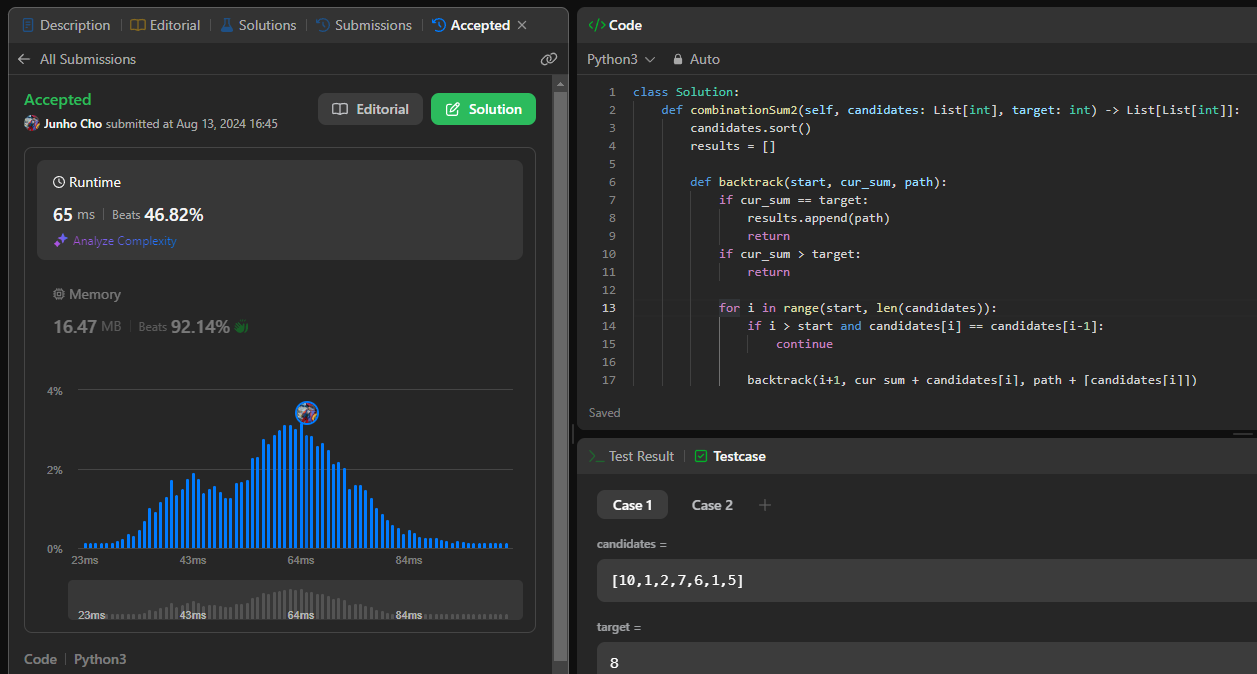 Description
Editorial
Solutions
Submissions
Accepted
All Submissions
Accepted
Junho Cho submitted at Aug 13, 2024 16:45
Editorial
Solution
Runtime
65 ms Beats 46.82%
Analyze Complexity
Memory
16.47 MB Beats 92.14%
4%
2%
0%
23ms 43ms 64ms 84ms
23ms 43ms 64ms 84ms
Code Python3
</> Code
Python3 Auto
1 class Solution:
2 def combinationSum2(self, candidates: List[int], target: int) -> List[List[int]]:
3 candidates.sort()
4 results = []
5
6 def backtrack(start, cur_sum, path):
7 if cur_sum == target:
8 results.append(path)
9 return
10 if cur_sum > target:
11 return
12
13 for i in range(start, len(candidates)):
14 if i > start and candidates[i] == candidates[i-1]:
15 continue
16
17 backtrack(i+1, cur_sum + candidates[i], path + [candidates[i]])
Saved
Test Result
Testcase
Case 1 Case 2 +
candidates =
[10,1,2,7,6,1,5]
target =
8